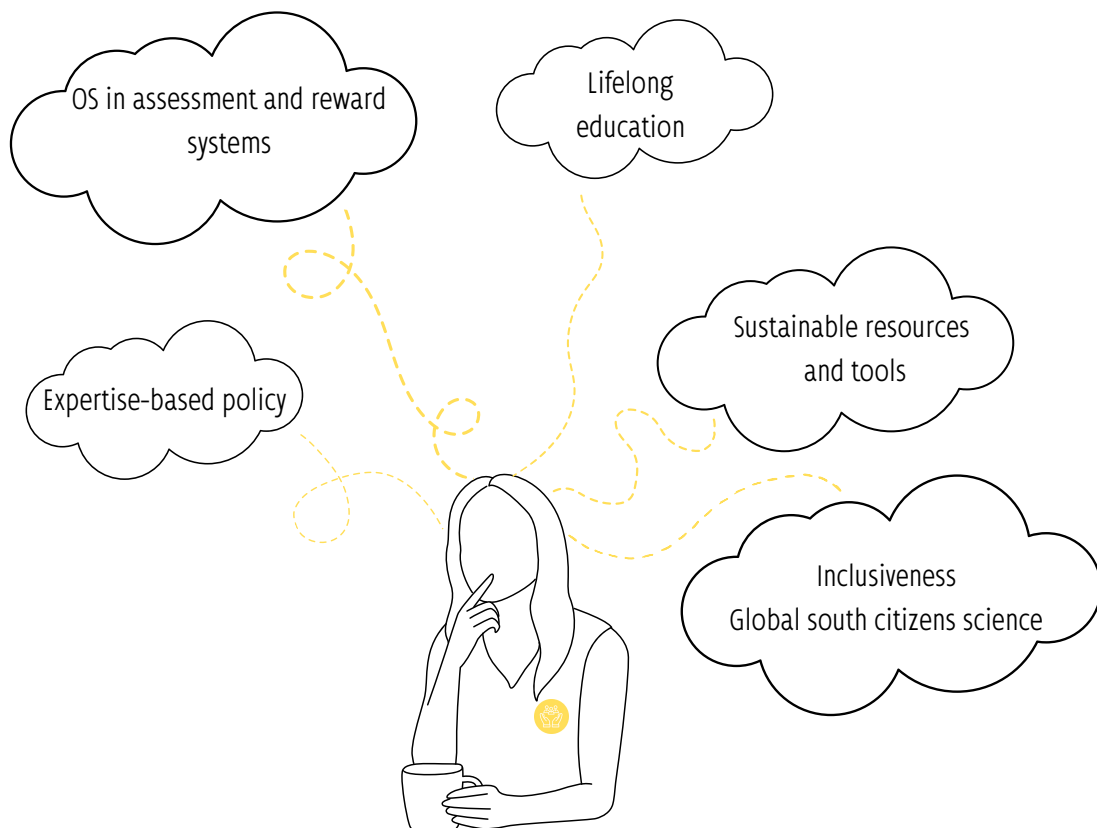 OS in assessment and reward
systems
Lifelong
education
Expertise-based policy
Sustainable resources
and tools
Inclusiveness
Global south citizens science